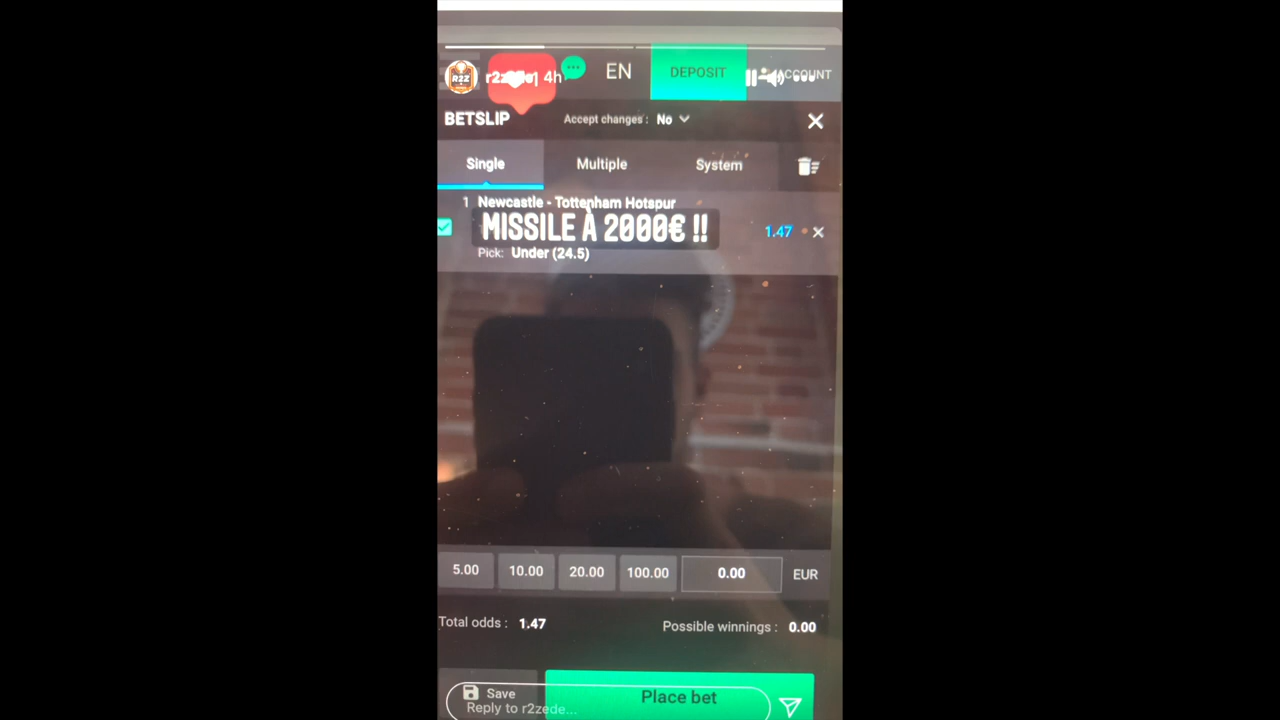 4h
EN
DEPOSIT
ACCOUNT
BETSLIP
Accept changes : No
Single
Multiple
System
1 Newcastle - Tottenham Hotspur
MISSILE À 2000€ !!
1.47
Pick: Under (24.5)
5.00
10.00
20.00
100.00
0.00
EUR
Total odds : 1.47
Possible winnings : 0.00
Save
Place bet
Reply to r2zede...